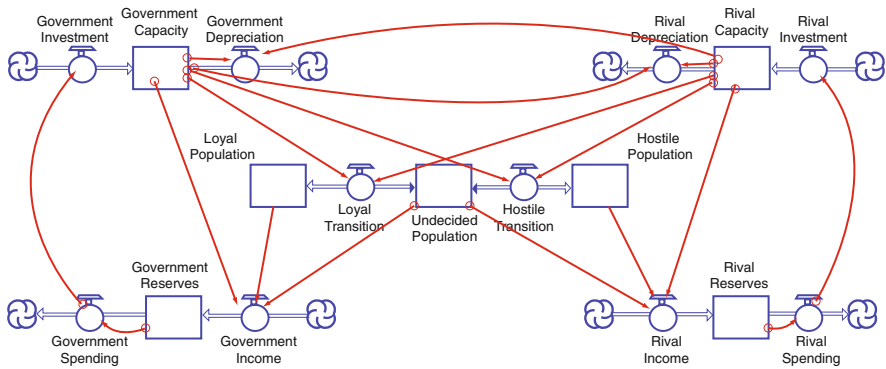 Government
Investment
Government
Capacity
Government
Depreciation
Rival
Depreciation
Rival
Capacity
Rival
Investment
Loyal
Population
Hostile
Population
Loyal
Transition
Undecided
Population
Hostile
Transition
Government
Reserves
Rival
Reserves
Government
Spending
Government
Income
Rival
Income
Rival
Spending